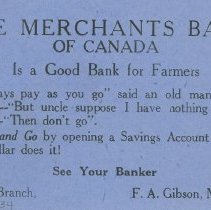 E MERCHANTS BA
OF CANADA
Is a Good Bank for Farmers
ays pay as you go" said an old man
—"But uncle suppose I have nothing
—"Then don't go".
and Go by opening a Savings Account
llar does it!
See Your Banker
Branch,
F. A. Gibson, M
34